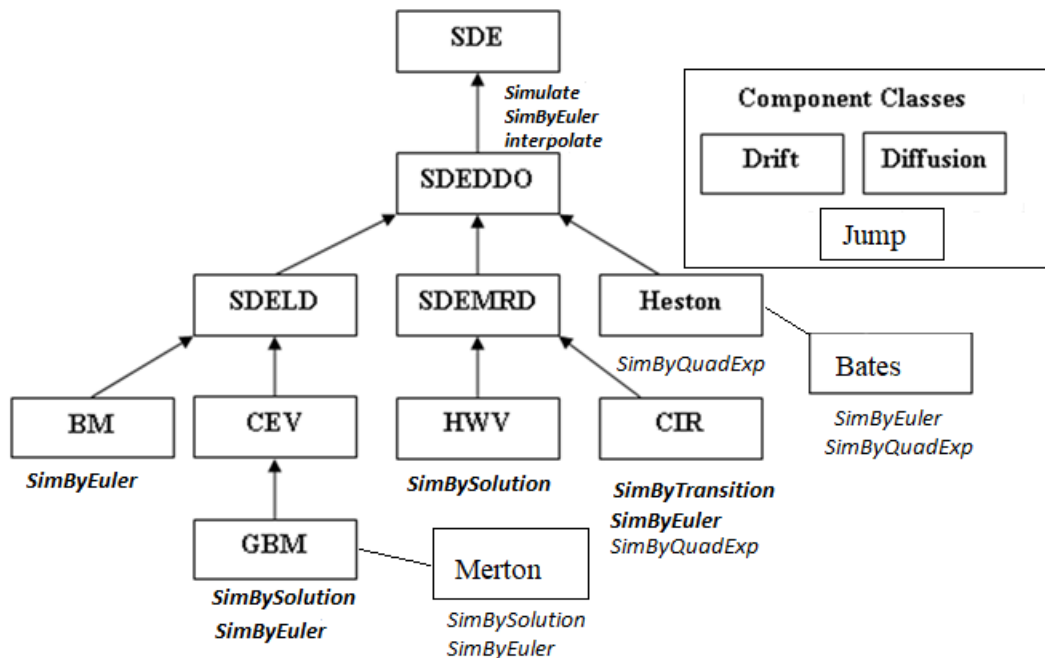 SDE
Simulate
SimByEuler
interpolate
Component Classes
Drift
Diffusion
Jump
SDEDDO
SDELD
SDEMRD
Heston
SimByQuadExp
Bates
SimByEuler
SimByQuadExp
BM
SimByEuler
CEV
HWV
SimBySolution
CIR
SimByTransition
SimByEuler
SimByQuadExp
GBM
SimBySolution
SimByEuler
Merton
SimBySolution
SimByEuler